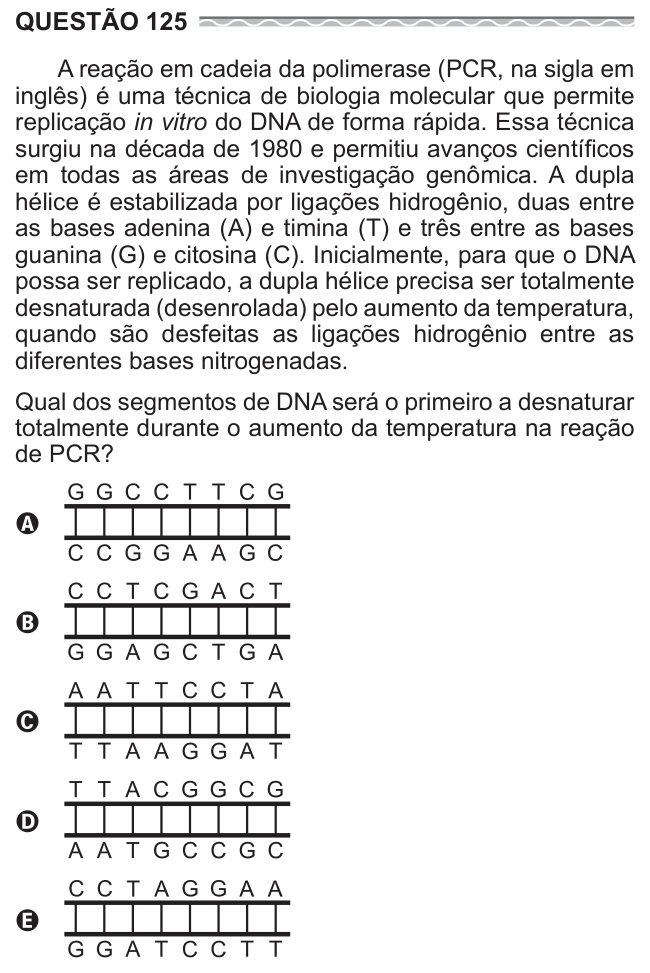 QUESTÃO 125
A reação em cadeia da polimerase (PCR, na sigla em
inglês) é uma técnica de biologia molecular que permite
replicação in vitro do DNA de forma rápida. Essa técnica
surgiu na década de 1980 e permitiu avanços científicos
em todas as áreas de investigação genômica. A dupla
hélice é estabilizada por ligações hidrogênio, duas entre
as bases adenina (A) e timina (T) e três entre as bases
guanina (G) e citosina (C). Inicialmente, para que o DNA
possa ser replicado, a dupla hélice precisa ser totalmente
desnaturada (desenrolada) pelo aumento da temperatura,
quando são desfeitas as ligações hidrogênio entre as
diferentes bases nitrogenadas.
Qual dos segmentos de DNA será o primeiro a desnaturar
totalmente durante o aumento da temperatura na reação
de PCR?
G G C C T T C G
A
C C G G A A G C
C C T C G A C T
B
G G A G C T G A
A A T T C C T A
C
T T A A G G A T
T T A C G G C G
D
A A T G C C G C
C C T A G G A A
E
G G A T C C T T